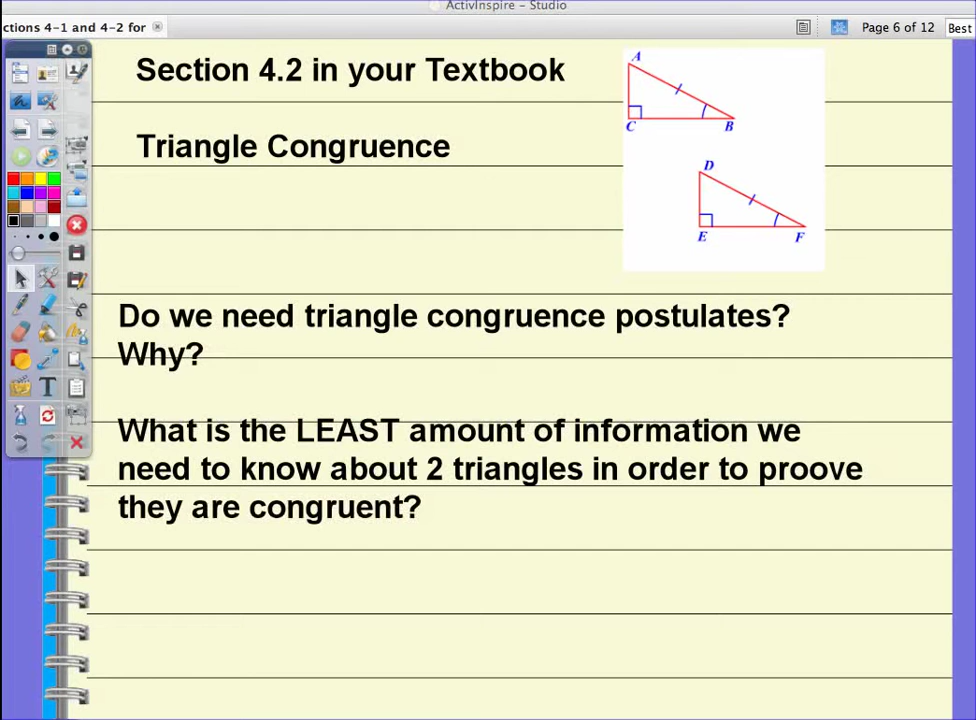 ActivInspire – Studio
ctions 4-1 and 4-2 for
Page 6 of 12
Best
Section 4.2 in your Textbook
Triangle Congruence
A
C
B
D
E
F
Do we need triangle congruence postulates?
Why?
What is the LEAST amount of information we
need to know about 2 triangles in order to proove
they are congruent?
T